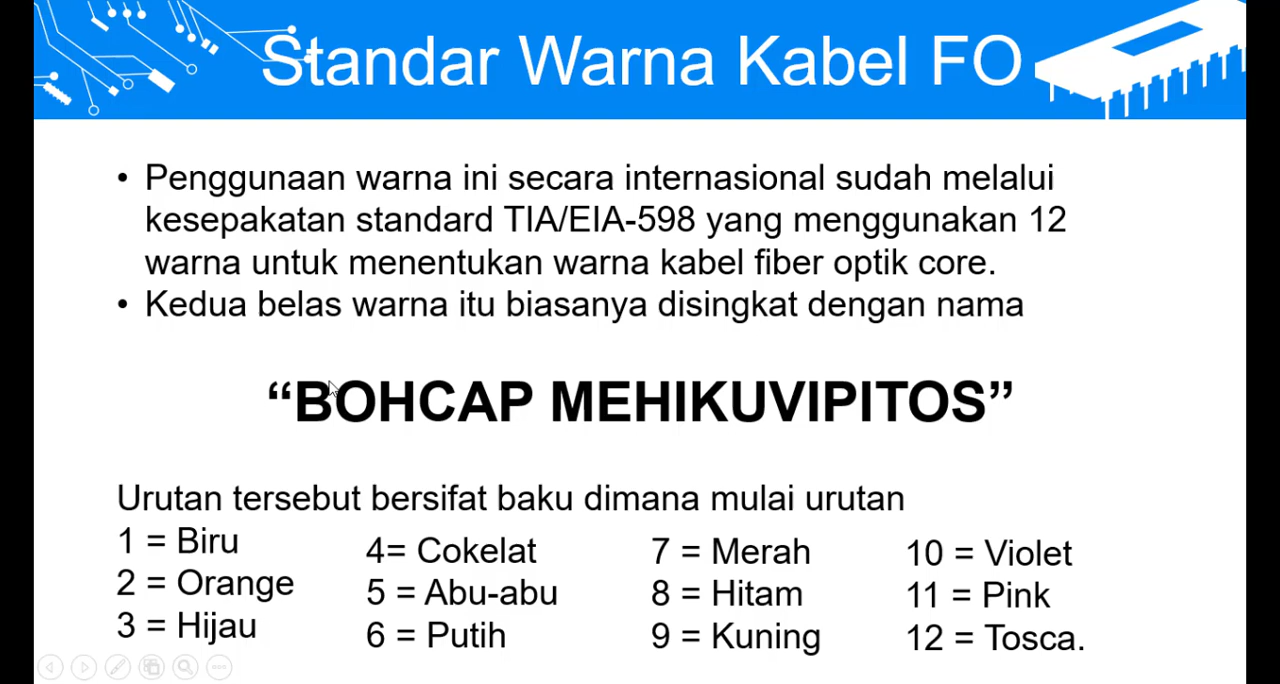 Standar Warna Kabel FO
• Penggunaan warna ini secara internasional sudah melalui
kesepakatan standard TIA/EIA-598 yang menggunakan 12
warna untuk menentukan warna kabel fiber optik core.
• Kedua belas warna itu biasanya disingkat dengan nama
“BOHCAP MEHIKUVIPITOS”
Urutan tersebut bersifat baku dimana mulai urutan
1 = Biru
2 = Orange
3 = Hijau
4= Cokelat
5 = Abu-abu
6 = Putih
7 = Merah
8 = Hitam
9 = Kuning
10 = Violet
11 = Pink
12 = Tosca.